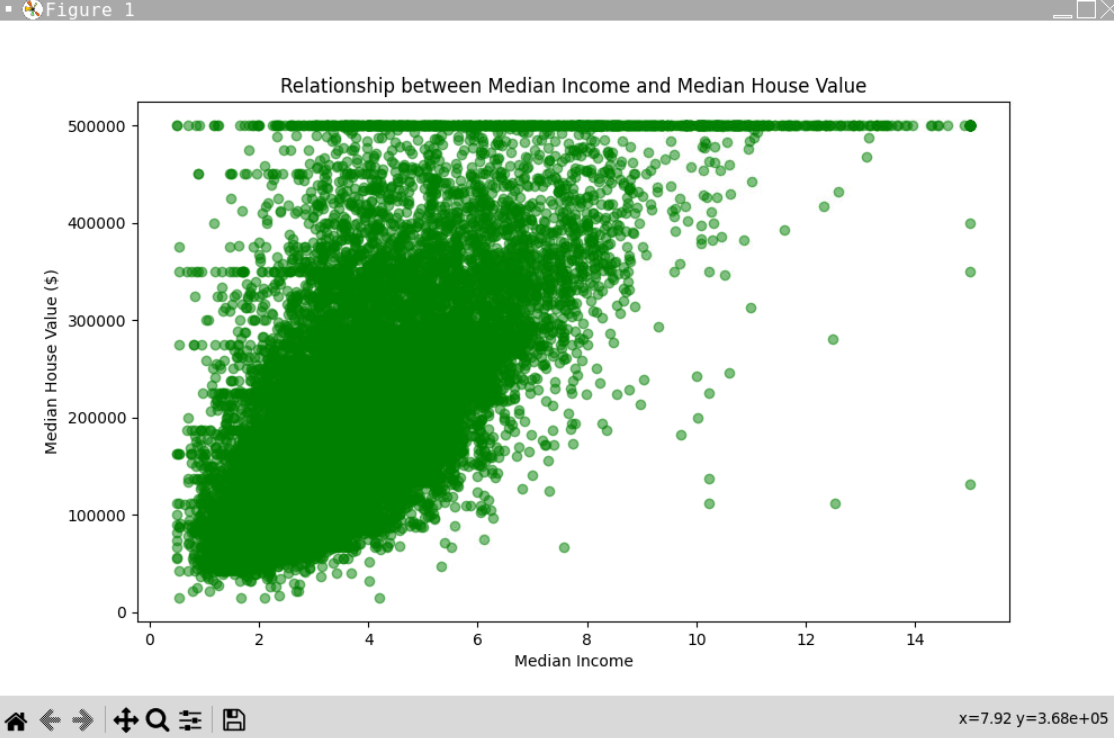 Figure 1
Relationship between Median Income and Median House Value
500000
400000
300000
200000
100000
0
Median House Value ($)
0 2 4 6 8 10 12 14
Median Income
x=7.92 y=3.68e+05